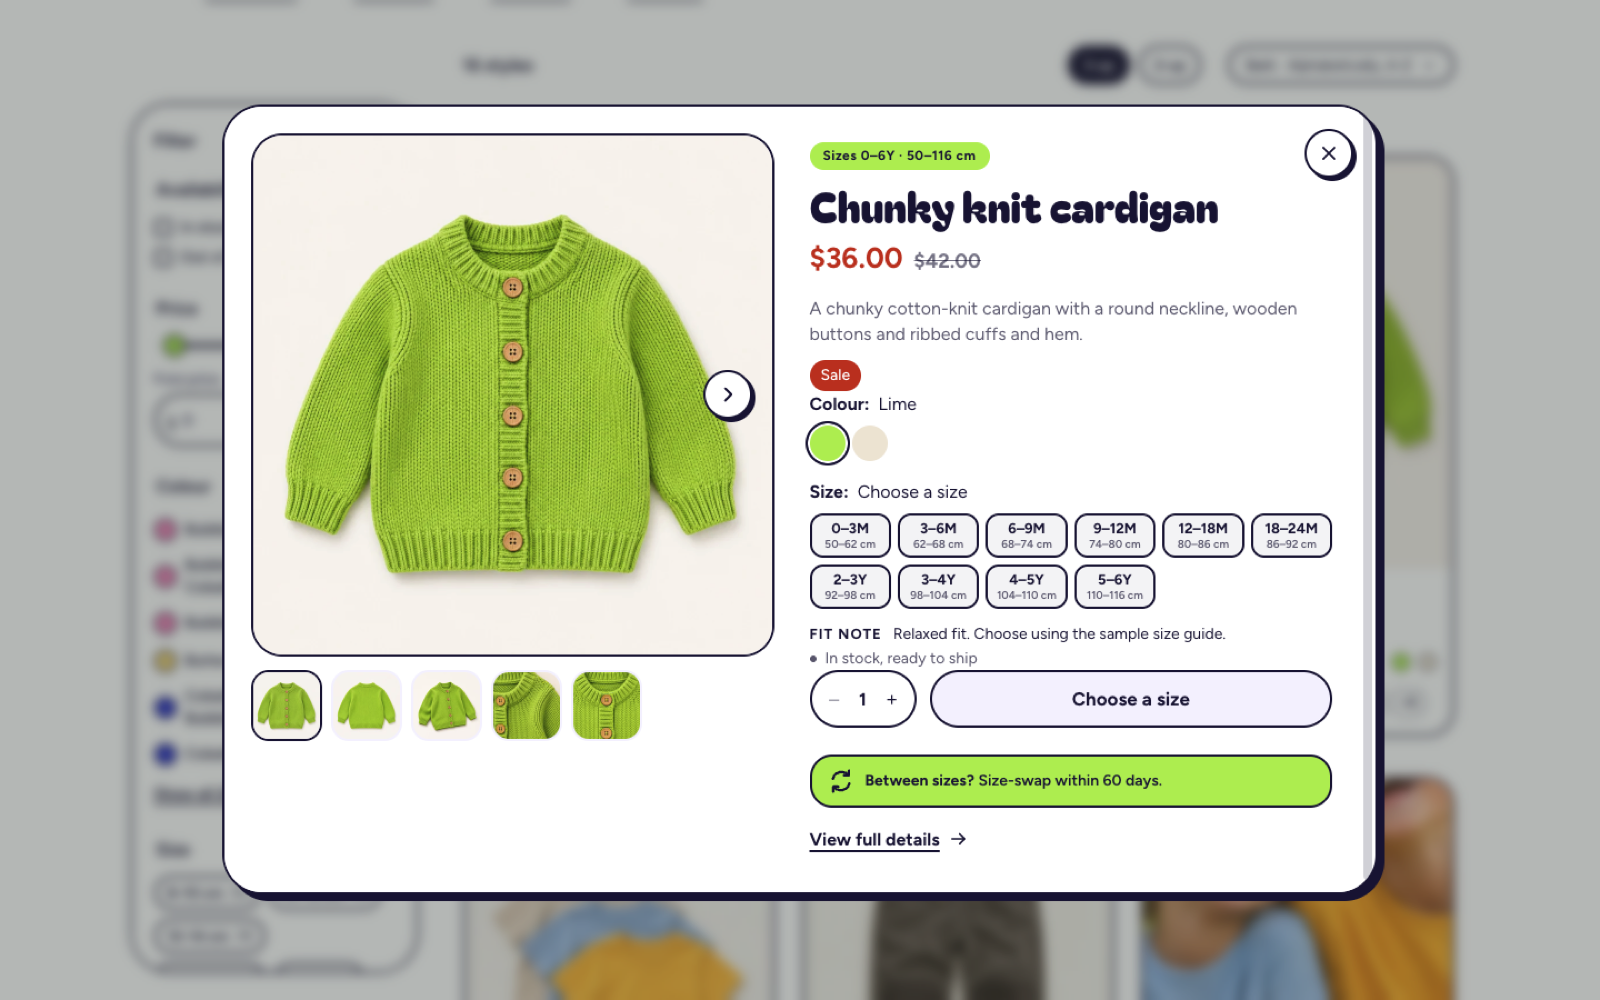 Sizes 0–6Y · 50–116 cm
Chunky knit cardigan
$36.00 $42.00
A chunky cotton-knit cardigan with a round neckline, wooden
buttons and ribbed cuffs and hem.
Sale
Colour: Lime
Size: Choose a size
0–3M 3–6M 6–9M 9–12M 12–18M 18–24M
50–62 cm 62–68 cm 68–74 cm 74–80 cm 80–86 cm 86–92 cm
2–3Y 3–4Y 4–5Y 5–6Y
92–98 cm 98–104 cm 104–110 cm 110–116 cm
FIT NOTE Relaxed fit. Choose using the sample size guide.
In stock, ready to ship
− 1 + Choose a size
Between sizes? Size-swap within 60 days.
View full details →
Filter
Price
Colour
Size